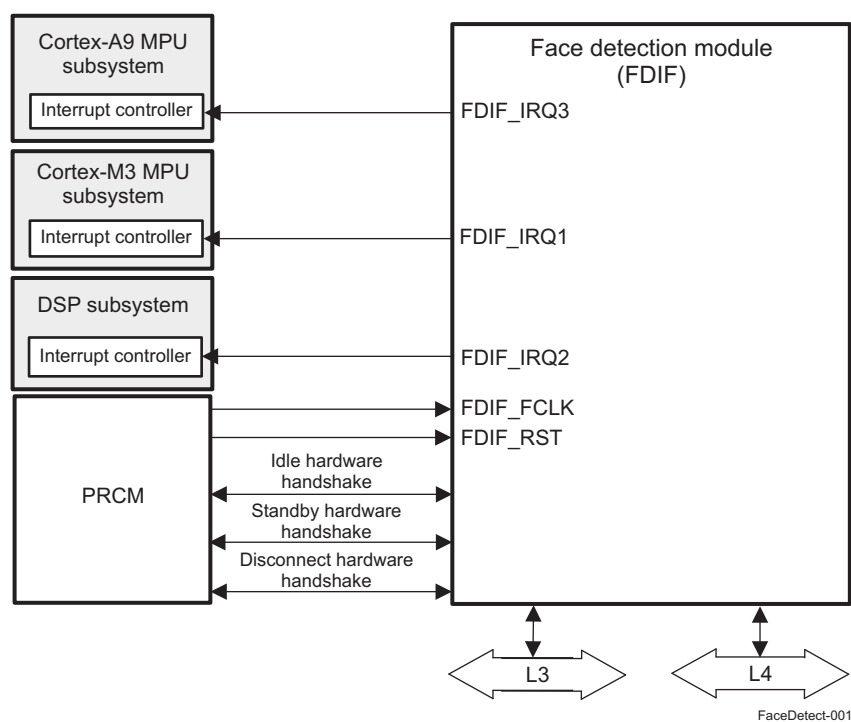 Cortex-A9 MPU
subsystem
Interrupt controller
Cortex-M3 MPU
subsystem
Interrupt controller
DSP subsystem
Interrupt controller
PRCM
Idle hardware
handshake
Standby hardware
handshake
Disconnect hardware
handshake
Face detection module
(FDIF)
FDIF_IRQ3
FDIF_IRQ1
FDIF_IRQ2
FDIF_FCLK
FDIF_RST
L3
L4
FaceDetect-001